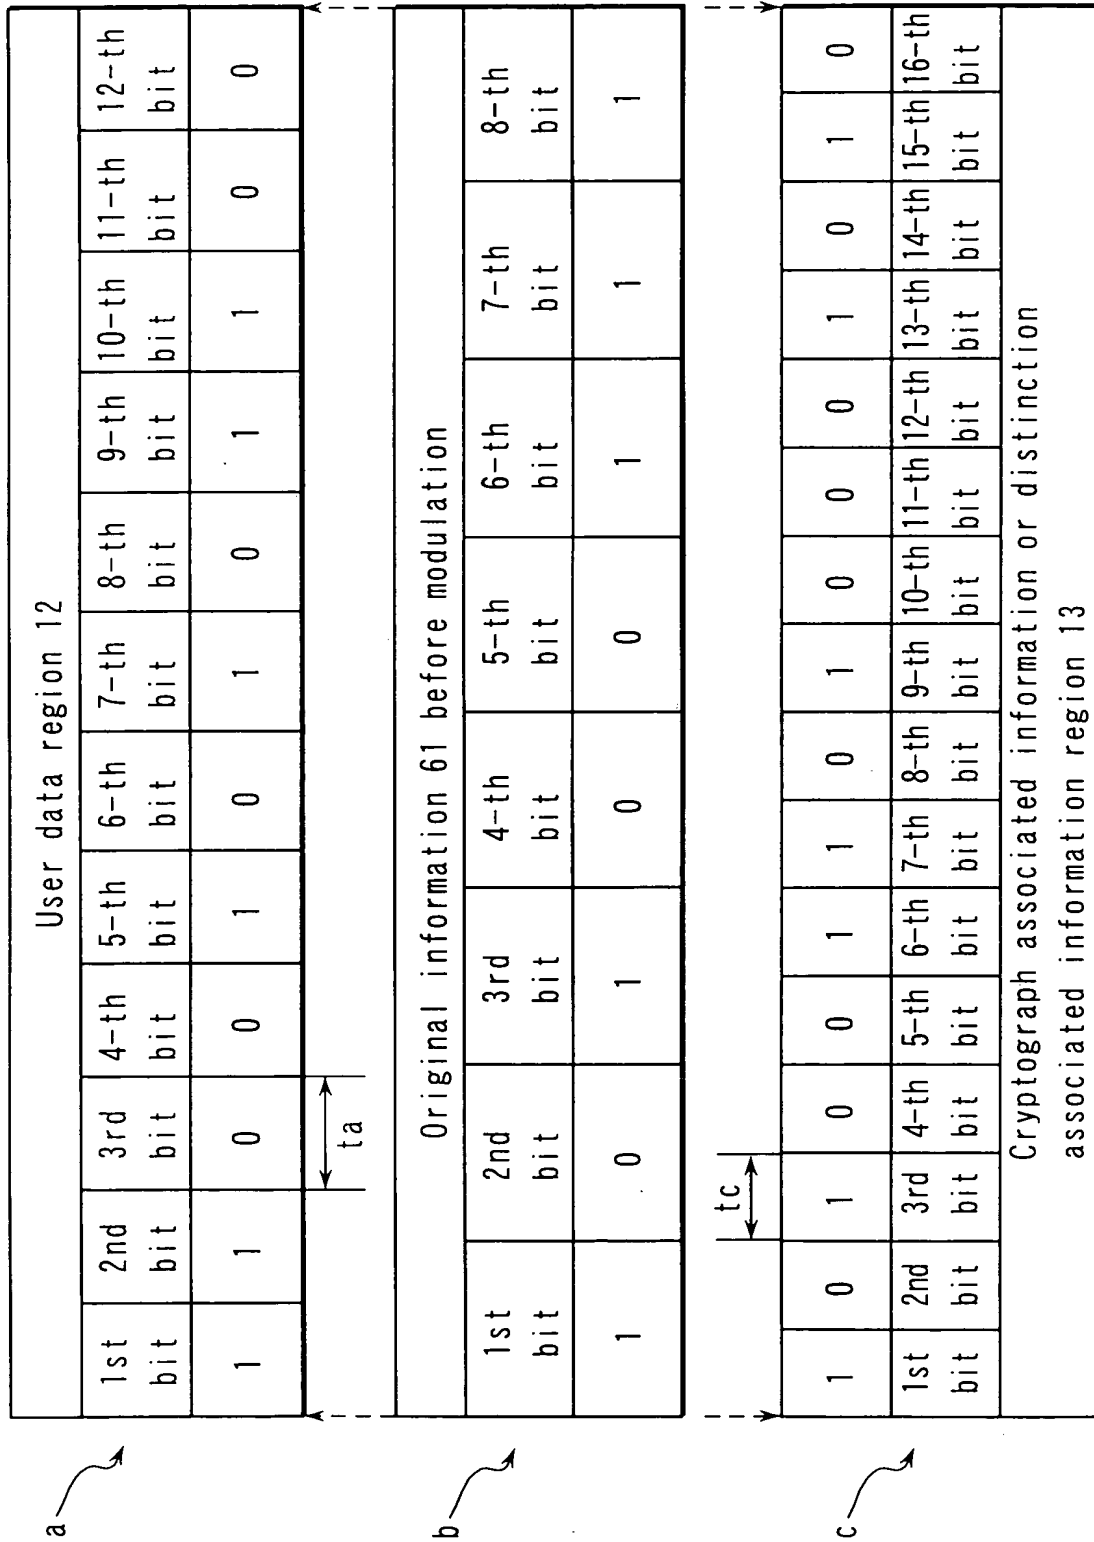 a
User data region 12
1st bit 2nd bit 3rd bit 4-th bit 5-th bit 6-th bit 7-th bit 8-th bit 9-th bit 10-th bit 11-th bit 12-th bit
1 1 0 0 1 0 1 0 1 1 0 0
ta
b
Original information 61 before modulation
1st bit 2nd bit 3rd bit 4-th bit 5-th bit 6-th bit 7-th bit 8-th bit
1 0 1 0 0 1 1 1
tc
c
1 0 1 0 0 1 1 0 1 0 0 0 1 0 1 0
1st bit 2nd bit 3rd bit 4-th bit 5-th bit 6-th bit 7-th bit 8-th bit 9-th bit 10-th bit 11-th bit 12-th bit 13-th bit 14-th bit 15-th bit 16-th bit
Cryptograph associated information or distinction
associated information region 13